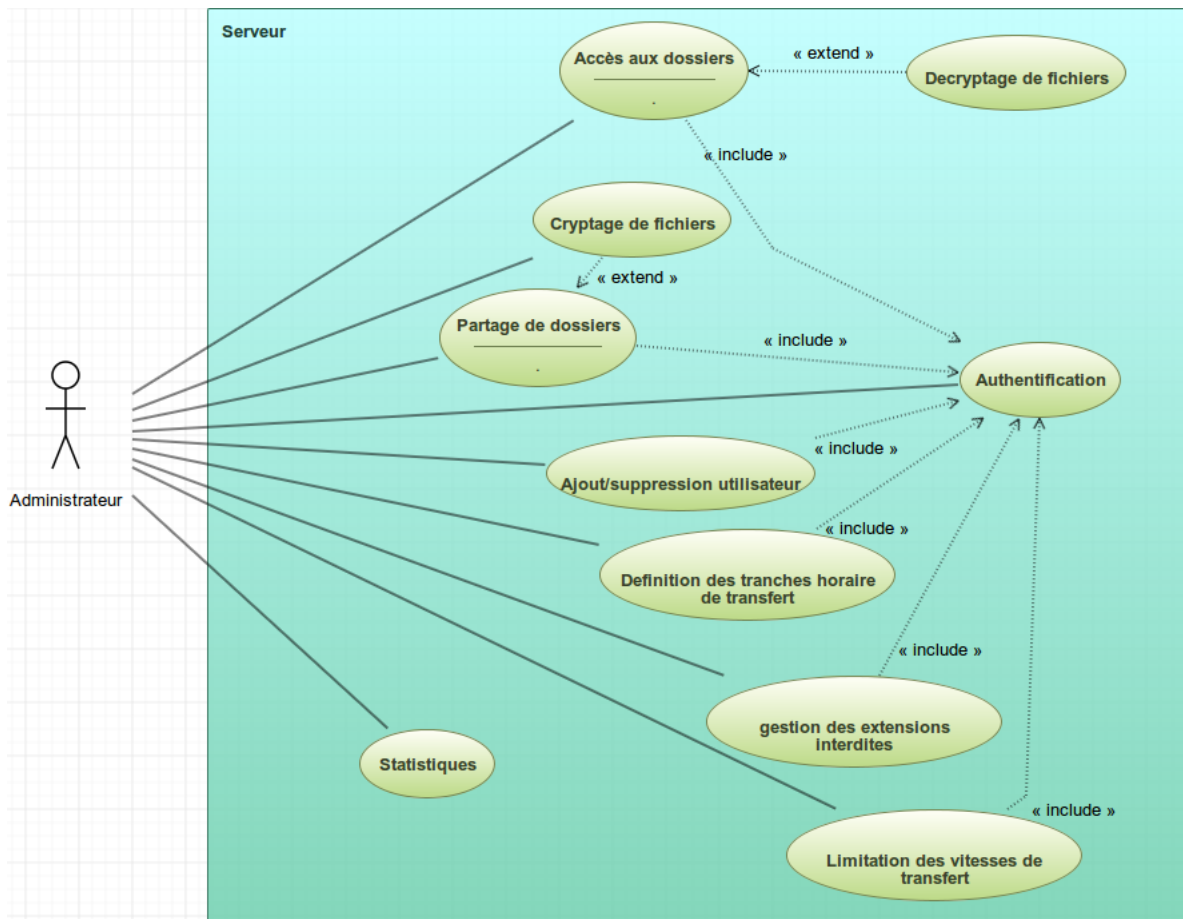 Serveur
Accès aux dossiers
.
« extend »
Decryptage de fichiers
« include »
Cryptage de fichiers
« extend »
Partage de dossiers
.
« include »
Authentification
Administrateur
« include »
Ajout/suppression utilisateur
« include »
Definition des tranches horaire
de transfert
« include »
gestion des extensions
interdites
Statistiques
« include »
Limitation des vitesses de
transfert